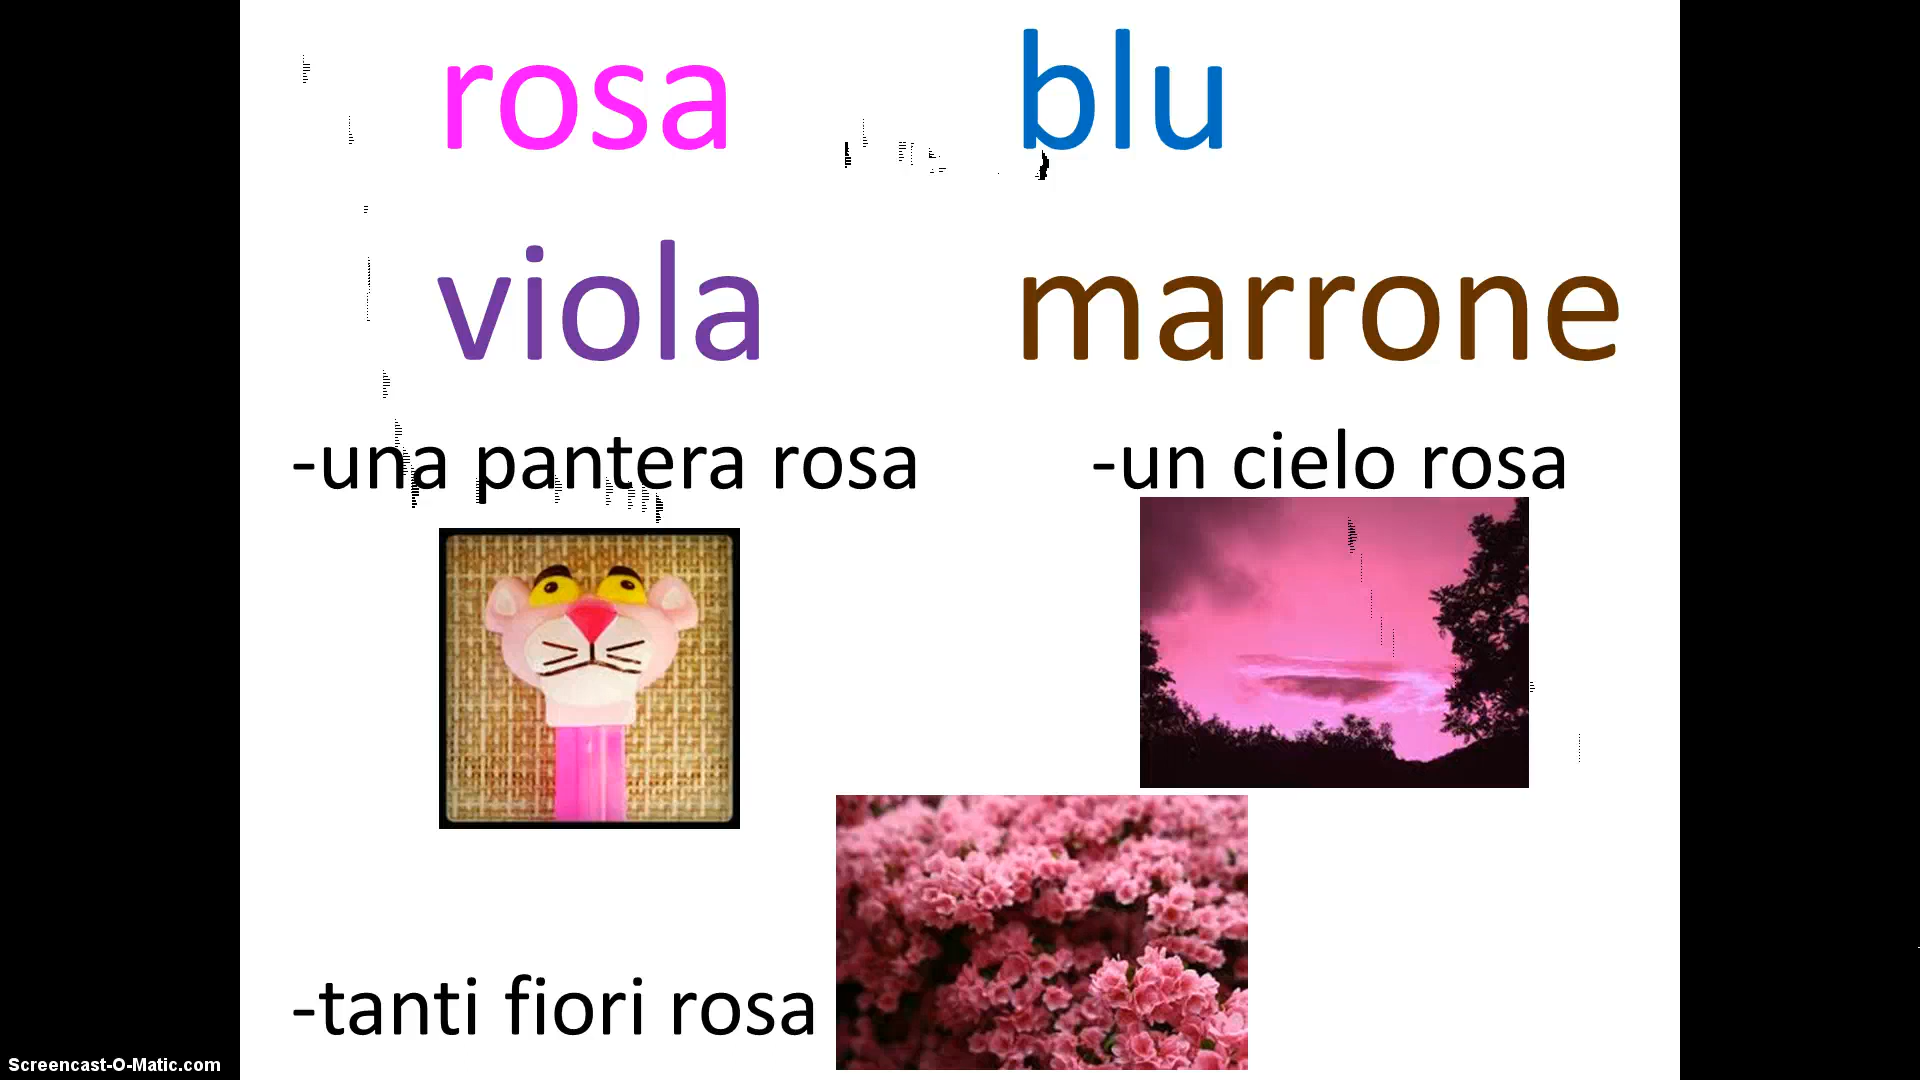 rosa
blu
viola
marrone
-una pantera rosa
-un cielo rosa
-tanti fiori rosa
Screencast-O-Matic.com